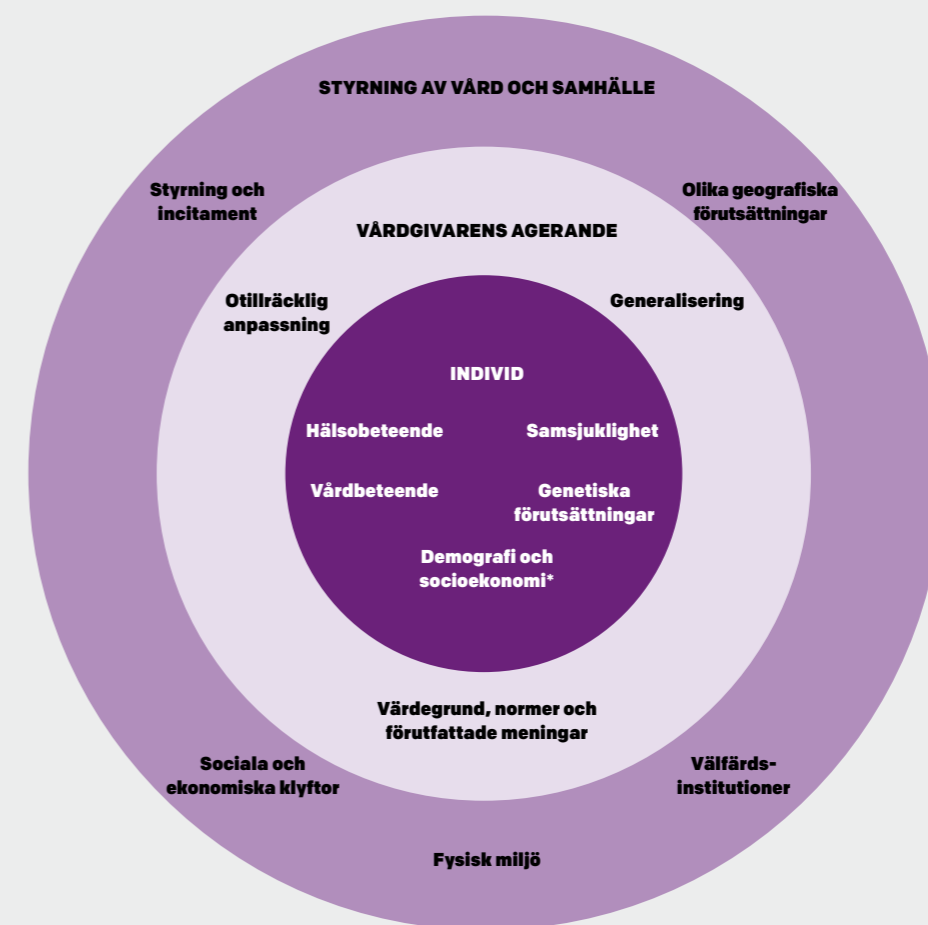 STYRNING AV VÅRD OCH SAMHÄLLE
Styrning och
incitament
Olika geografiska
förutsättningar
VÅRDGIVARENS AGERANDE
Otillräcklig
anpassning
Generalisering
INDIVID
Hälsobeteende
Samsjuklighet
Vårdbeteende
Genetiska
förutsättningar
Demografi och
socioekonomi*
Värdegrund, normer och
förutfattade meningar
Sociala och
ekonomiska klyftor
Välfärds-
institutioner
Fysisk miljö